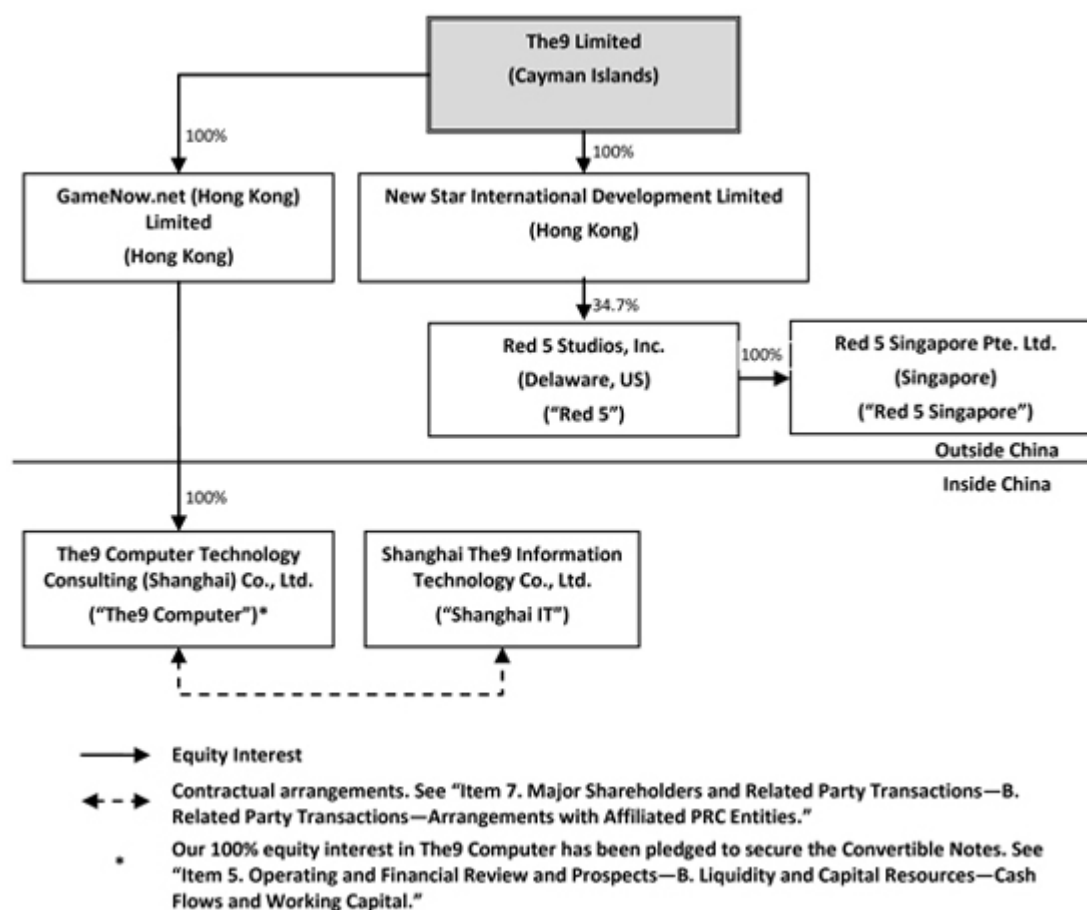 The9 Limited
(Cayman Islands)
100%
100%
GameNow.net (Hong Kong)
Limited
(Hong Kong)
New Star International Development Limited
(Hong Kong)
34.7%
Red 5 Studios, Inc.
(Delaware, US)
(“Red 5”)
100%
Red 5 Singapore Pte. Ltd.
(Singapore)
(“Red 5 Singapore”)
Outside China
Inside China
100%
The9 Computer Technology
Consulting (Shanghai) Co., Ltd.
(“The9 Computer”)*
Shanghai The9 Information
Technology Co., Ltd.
(“Shanghai IT”)
Equity Interest
Contractual arrangements. See “Item 7. Major Shareholders and Related Party Transactions—B.
Related Party Transactions—Arrangements with Affiliated PRC Entities.”
* Our 100% equity interest in The9 Computer has been pledged to secure the Convertible Notes. See
“Item 5. Operating and Financial Review and Prospects—B. Liquidity and Capital Resources—Cash
Flows and Working Capital.”